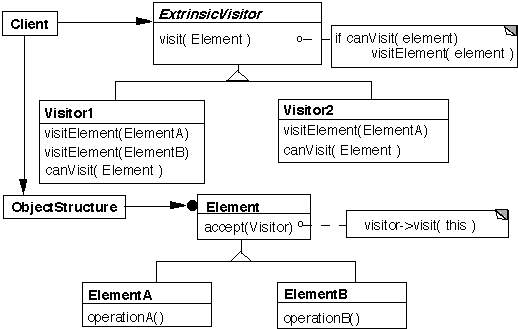 Client
ExtrinsicVisitor
visit( Element )
if canVisit( element)
visitElement( element )
Visitor1
visitElement(ElementA)
visitElement(ElementB)
canVisit( Element )
Visitor2
visitElement(ElementA)
canVisit( Element )
ObjectStructure
Element
accept(Visitor)
visitor->visit( this )
ElementA
operationA()
ElementB
operationB()